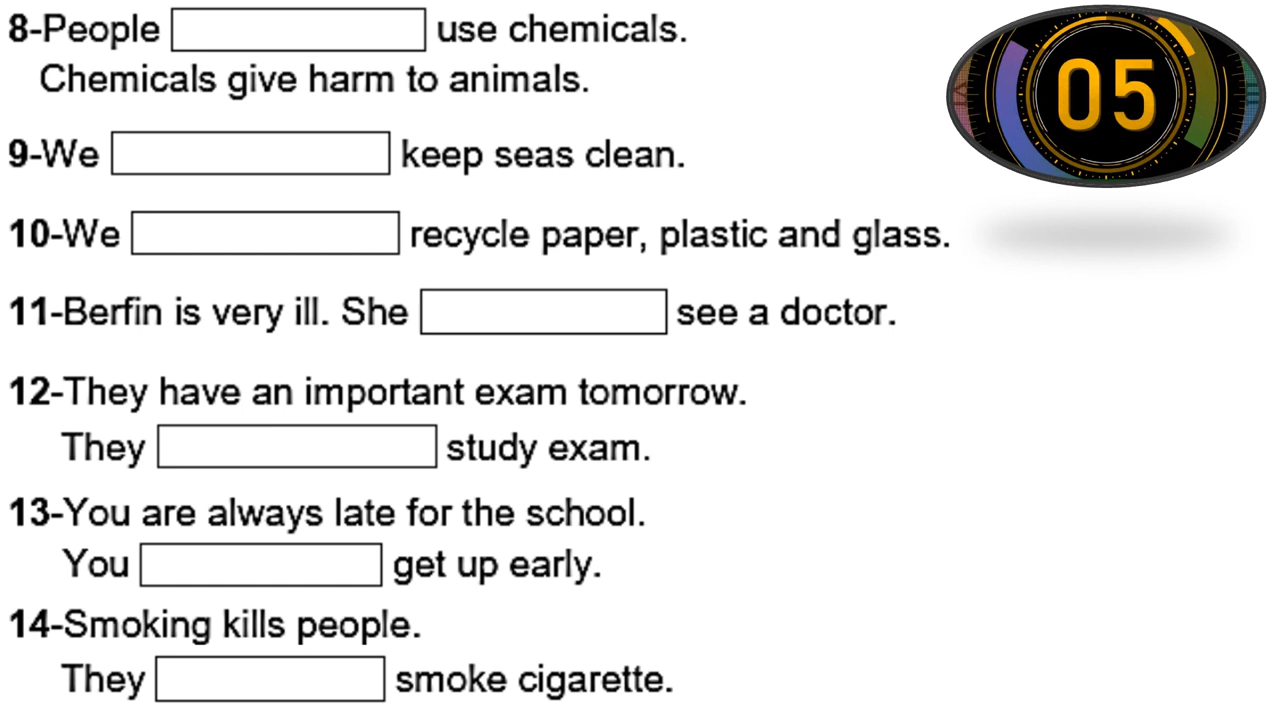 8-People use chemicals.
Chemicals give harm to animals.
05
9-We keep seas clean.
10-We recycle paper, plastic and glass.
11-Berfin is very ill. She see a doctor.
12-They have an important exam tomorrow.
They study exam.
13-You are always late for the school.
You get up early.
14-Smoking kills people.
They smoke cigarette.